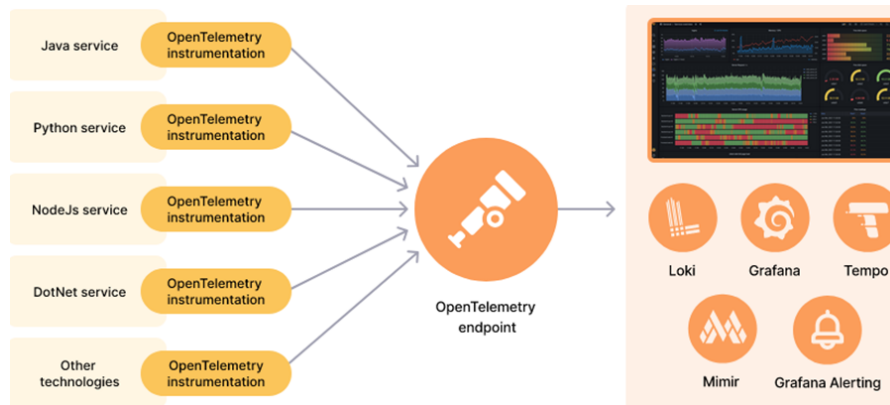 Java service
OpenTelemetry
instrumentation
Python service
OpenTelemetry
instrumentation
NodeJs service
OpenTelemetry
instrumentation
DotNet service
OpenTelemetry
instrumentation
Other
technologies
OpenTelemetry
instrumentation
OpenTelemetry
endpoint
Loki
Grafana
Tempo
Mimir
Grafana Alerting